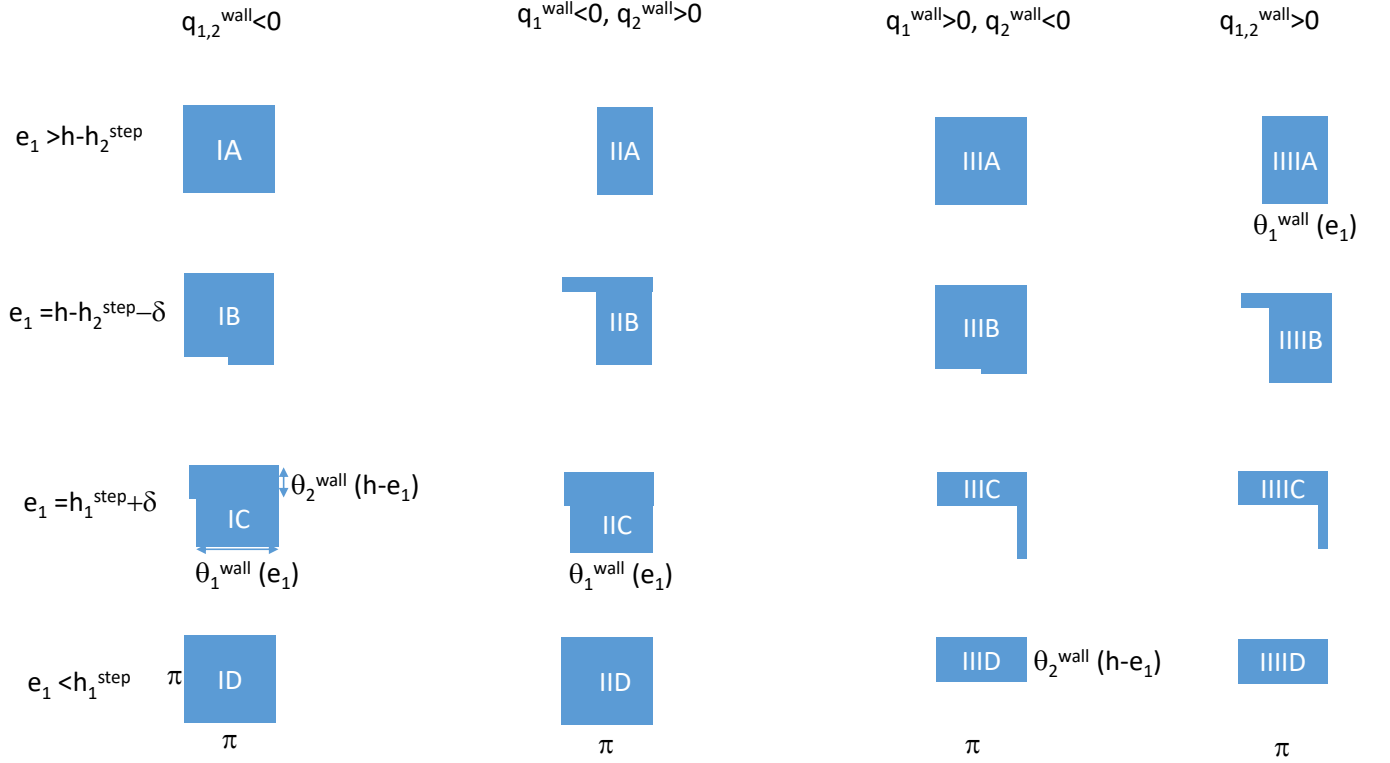 q₁,₂ʷᵃˡˡ<0 q₁ʷᵃˡˡ<0, q₂ʷᵃˡˡ>0 q₁ʷᵃˡˡ>0, q₂ʷᵃˡˡ<0 q₁,₂ʷᵃˡˡ>0
e₁ >h-h₂ˢᵗᵉᵖ IA IIA IIIA IIIIA
θ₁ʷᵃˡˡ (e₁)
e₁ =h-h₂ˢᵗᵉᵖ−δ IB IIB IIIB IIIIB
θ₂ʷᵃˡˡ (h-e₁) IIIC IIIIC
e₁ =h₁ˢᵗᵉᵖ+δ IC IIC
θ₁ʷᵃˡˡ (e₁) θ₁ʷᵃˡˡ (e₁)
e₁ <h₁ˢᵗᵉᵖ π ID IID IIID θ₂ʷᵃˡˡ (h-e₁) IIIID
π π π π